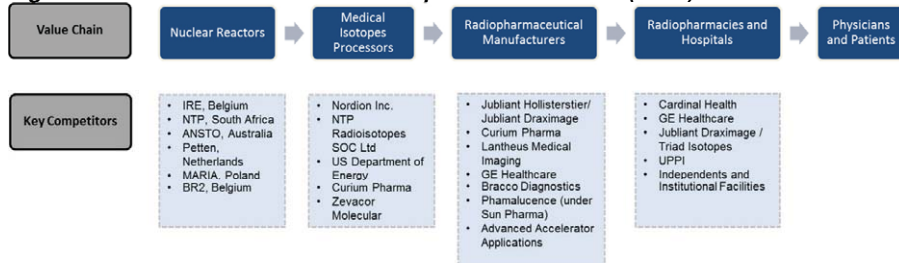 Value Chain
Nuclear Reactors
Medical
Isotopes
Processors
Radiopharmaceutical
Manufacturers
Radiopharmacies and
Hospitals
Physicians
and Patients
Key Competitors
• IRE, Belgium
• NTP, South Africa
• ANSTO, Australia
• Petten,
Netherlands
• MARIA, Poland
• BR2, Belgium
• Nordion Inc.
• NTP
Radioisotopes
SOC Ltd
• US Department of
Energy
• Curium Pharma
• Zevacor
Molecular
• Jubliant Hollisterstier/
Jubliant Draximage
• Curium Pharma
• Lantheus Medical
Imaging
• GE Healthcare
• Bracco Diagnostics
• Phamalucence (under
Sun Pharma)
• Advanced Accelerator
Applications
• Cardinal Health
• GE Healthcare
• Jubliant Draximage /
Triad Isotopes
• UPPI
• Independents and
Institutional Facilities